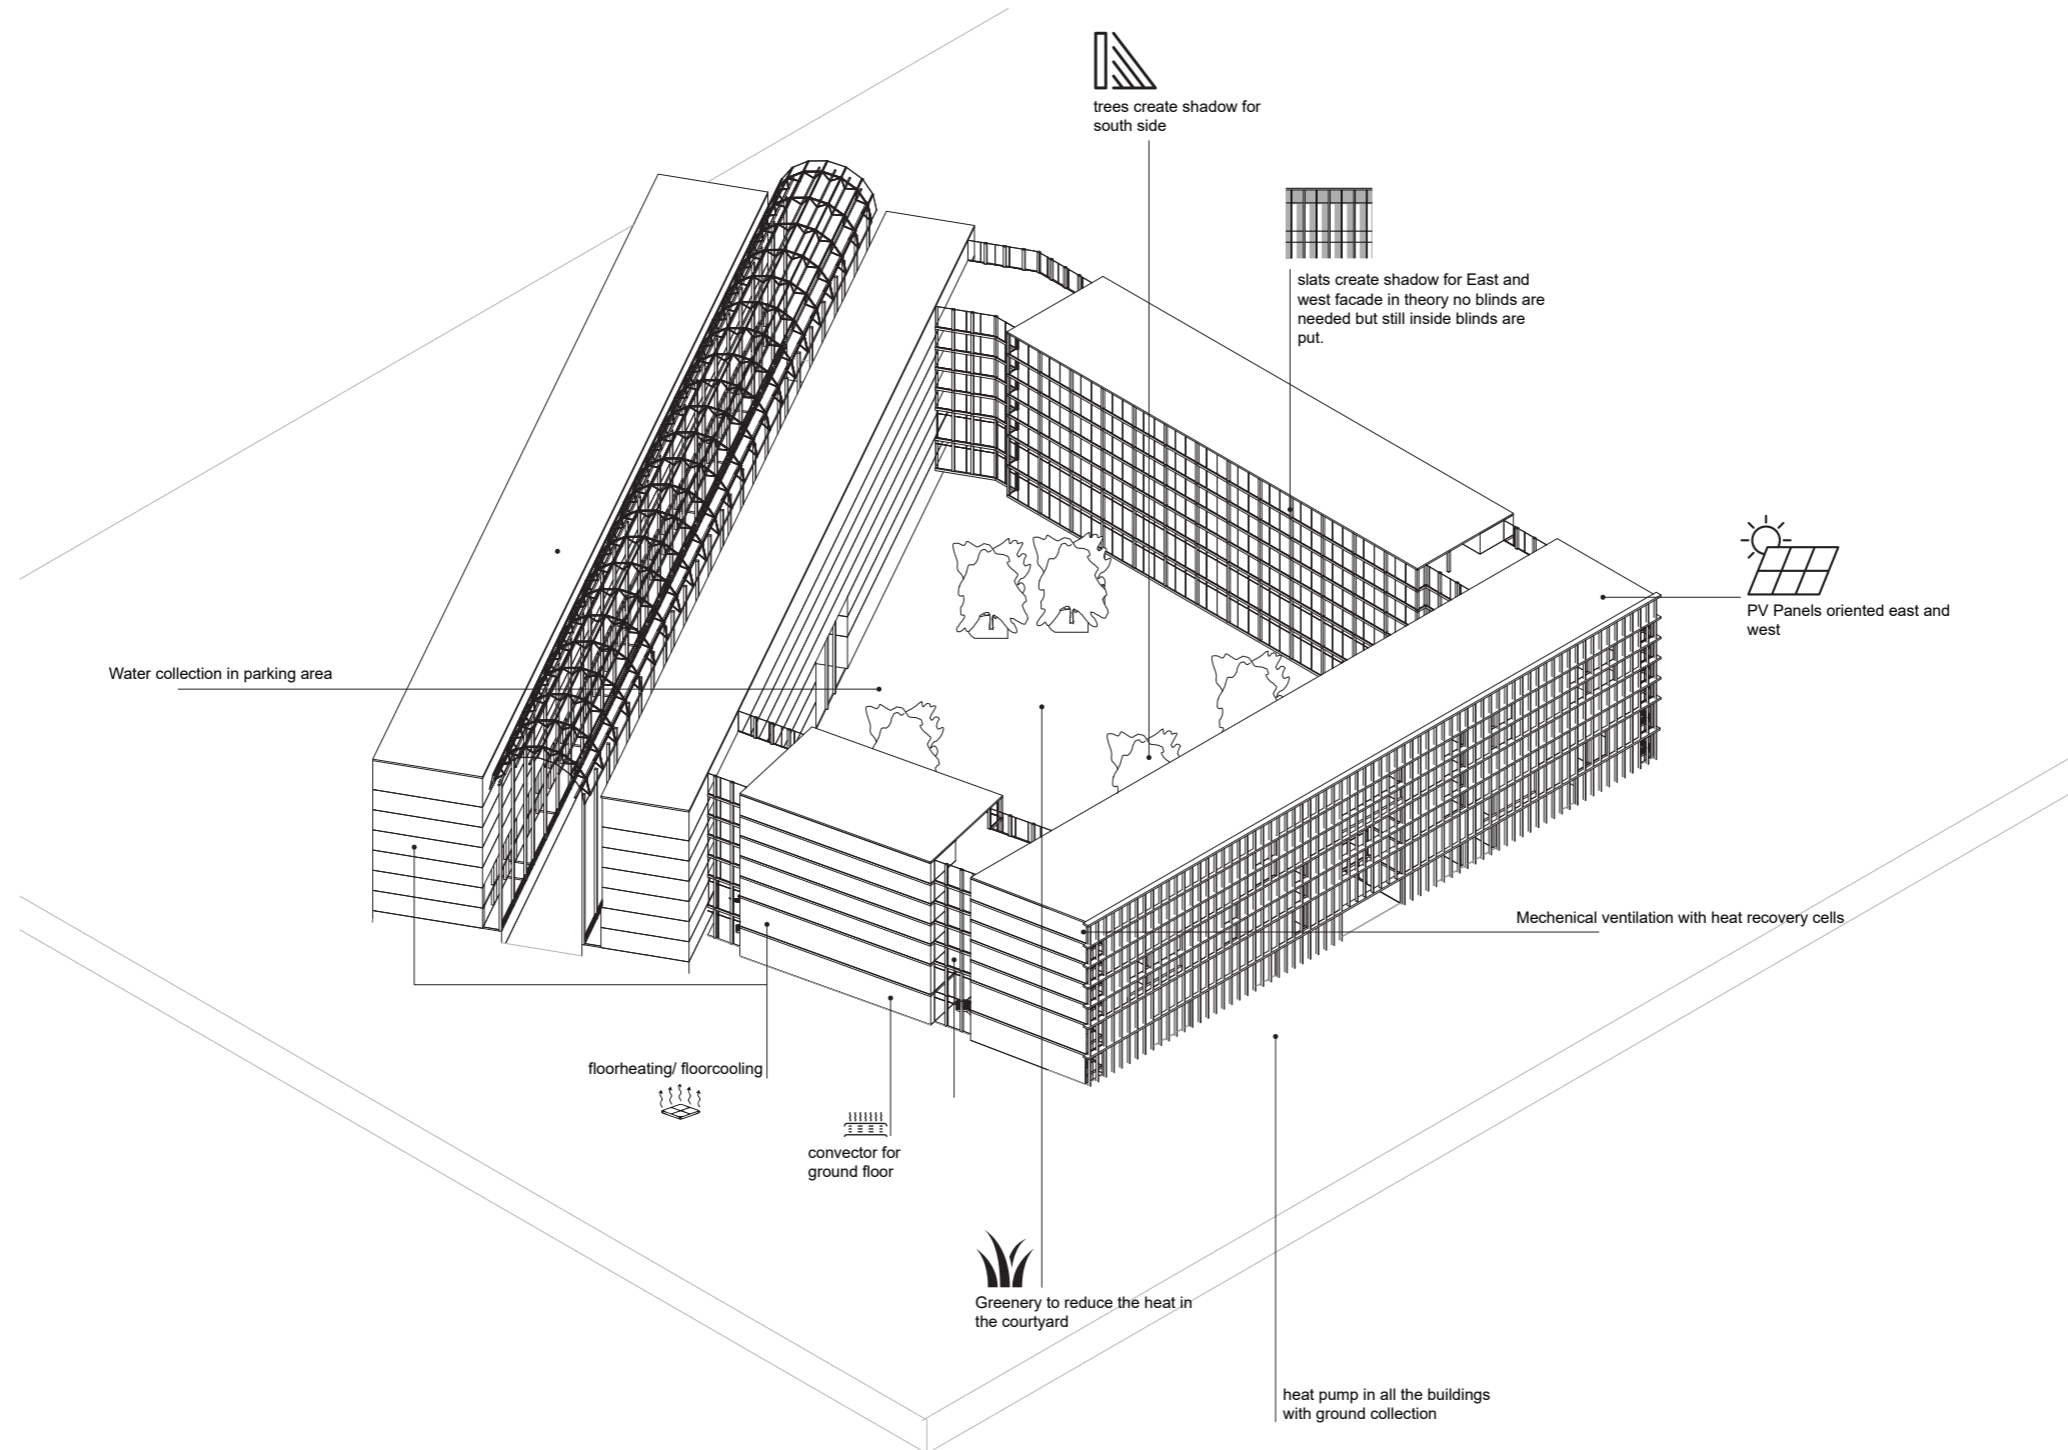 trees create shadow for
south side
slats create shadow for East and
west facade in theory no blinds are
needed but still inside blinds are
put.
PV Panels oriented east and
west
Water collection in parking area
Mechenical ventilation with heat recovery cells
floorheating/ floorcooling
convector for
ground floor
Greenery to reduce the heat in
the courtyard
heat pump in all the buildings
with ground collection